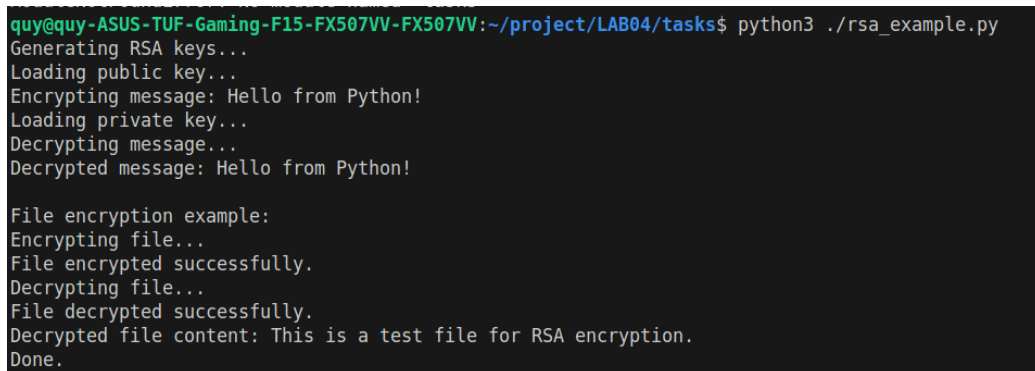 quy@quy-ASUS-TUF-Gaming-F15-FX507VV-FX507VV:~/project/LAB04/tasks$ python3 ./rsa_example.py
Generating RSA keys...
Loading public key...
Encrypting message: Hello from Python!
Loading private key...
Decrypting message...
Decrypted message: Hello from Python!
File encryption example:
Encrypting file...
File encrypted successfully.
Decrypting file...
File decrypted successfully.
Decrypted file content: This is a test file for RSA encryption.
Done.